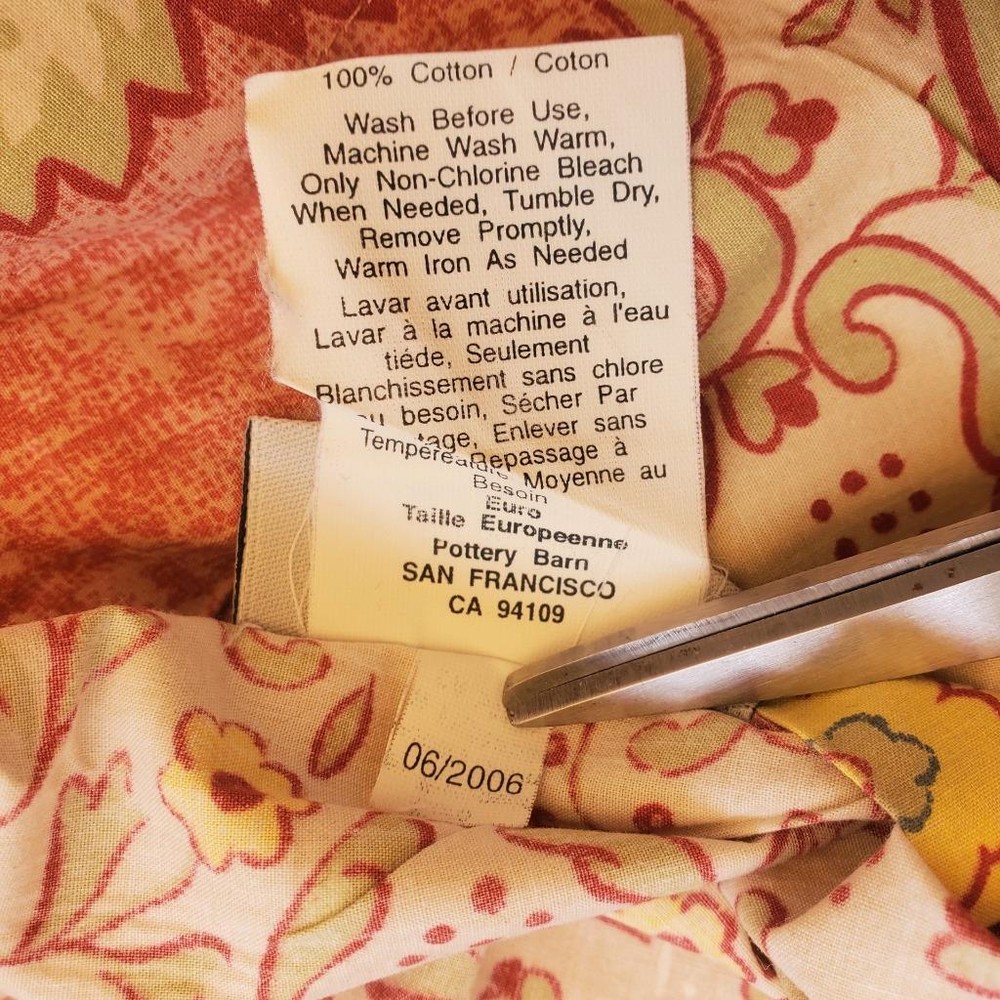 100% Cotton / Coton
Wash Before Use,
Machine Wash Warm,
Only Non-Chlorine Bleach
When Needed, Tumble Dry,
Remove Promptly,
Warm Iron As Needed
Lavar avant utilisation,
Lavar à la machine à l'eau
tiéde, Seulement
Blanchissement sans chlore
besoin, Sécher Par
Enlever sans
Repassage à
Moyenne au
Besoin
Euro
Taille Europeenne
Pottery Barn
SAN FRANCISCO
CA 94109
06/2006